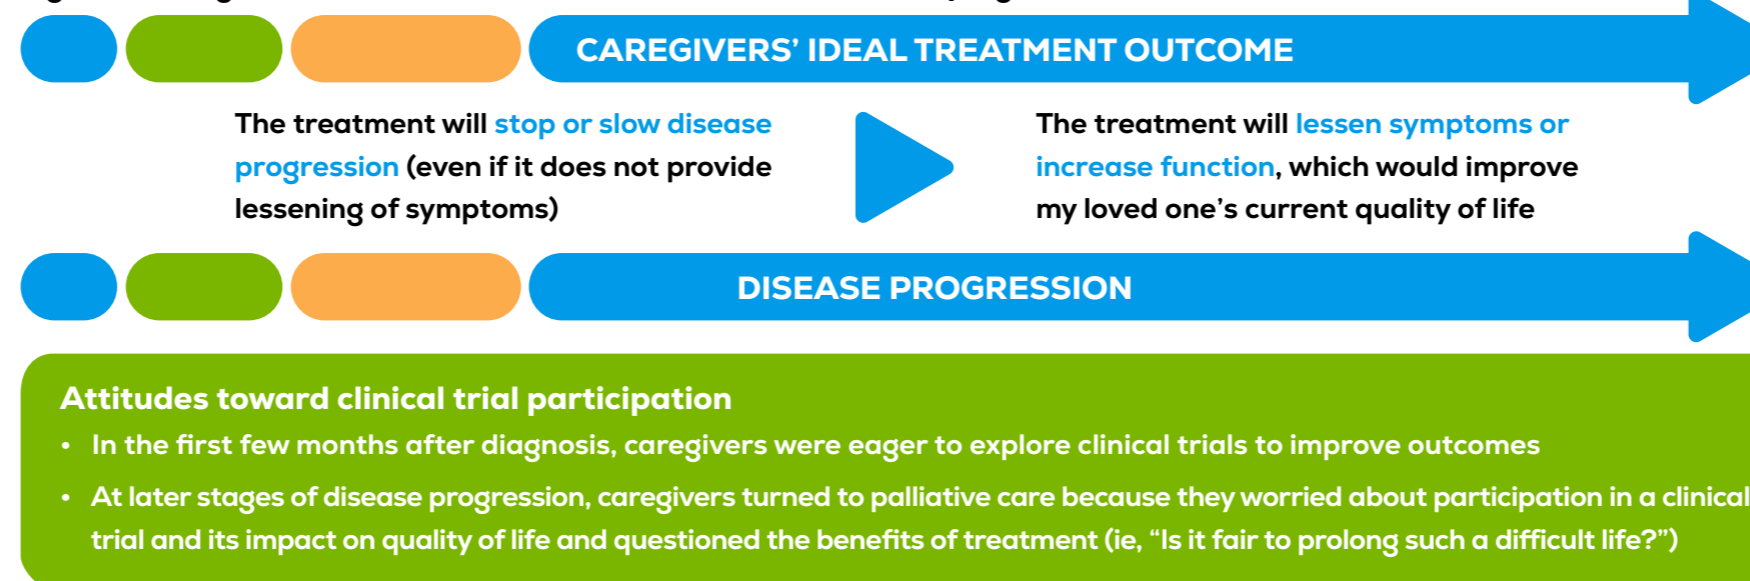 CAREGIVERS’ IDEAL TREATMENT OUTCOME
The treatment will stop or slow disease
progression (even if it does not provide
lessening of symptoms)
The treatment will lessen symptoms or
increase function, which would improve
my loved one’s current quality of life
DISEASE PROGRESSION
Attitudes toward clinical trial participation
• In the first few months after diagnosis, caregivers were eager to explore clinical trials to improve outcomes
• At later stages of disease progression, caregivers turned to palliative care because they worried about participation in a clinical
trial and its impact on quality of life and questioned the benefits of treatment (ie, “Is it fair to prolong such a difficult life?”)